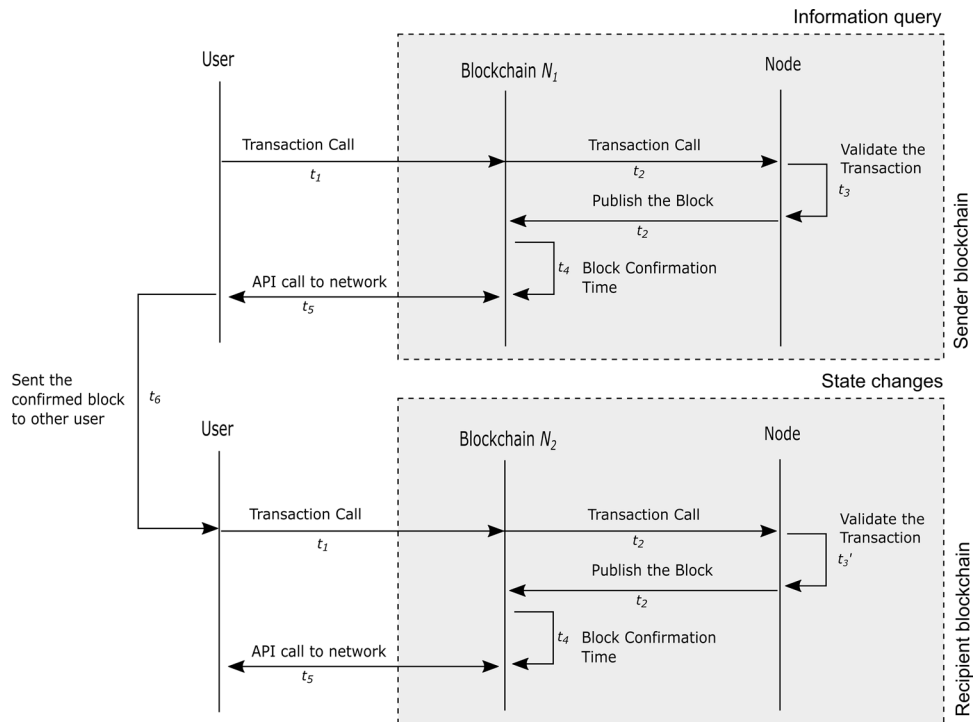 Information query
User
Blockchain N1
Node
Transaction Call
t1
Transaction Call
t2
Validate the
Transaction
t3
Publish the Block
t2
t4
Block Confirmation
Time
API call to network
t5
Sender blockchain
Sent the
confirmed block
to other user
t6
State changes
User
Blockchain N2
Node
Transaction Call
t1
Transaction Call
t2
Validate the
Transaction
t3'
Publish the Block
t2
t4
Block Confirmation
Time
API call to network
t5
Recipient blockchain